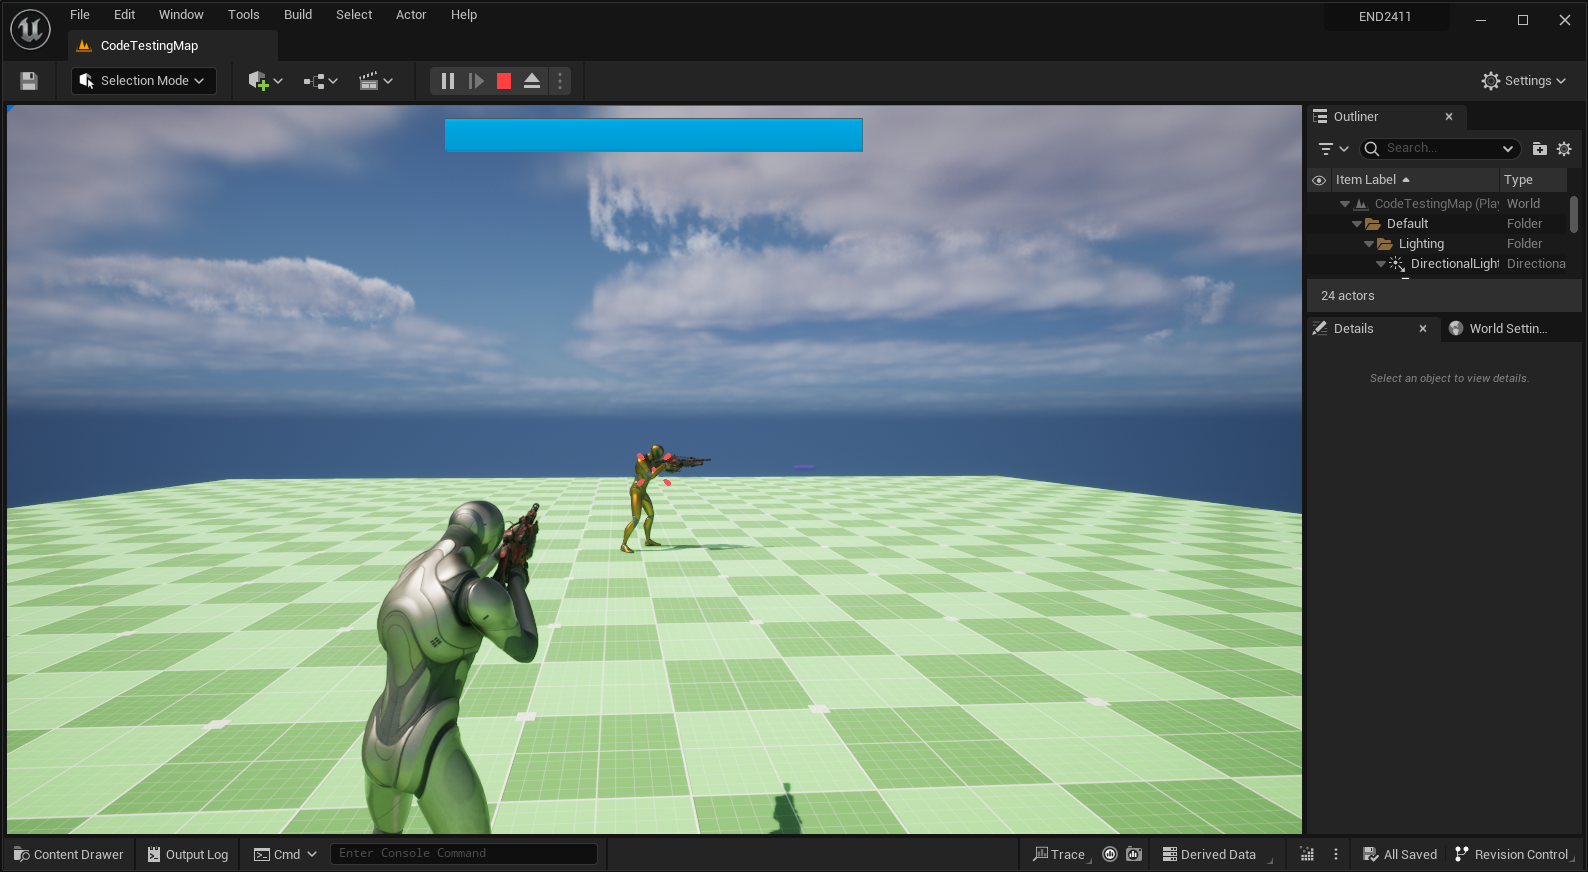 File Edit Window Tools Build Select Actor Help
END2411
CodeTestingMap
Selection Mode
Settings
Outliner
Search...
Item Label
Type
CodeTestingMap (Play
World
Default
Folder
Lighting
Folder
DirectionalLight
Directiona
24 actors
Details
World Settin...
Select an object to view details.
Content Drawer
Output Log
Cmd
Enter Console Command
Trace
Derived Data
All Saved
Revision Control